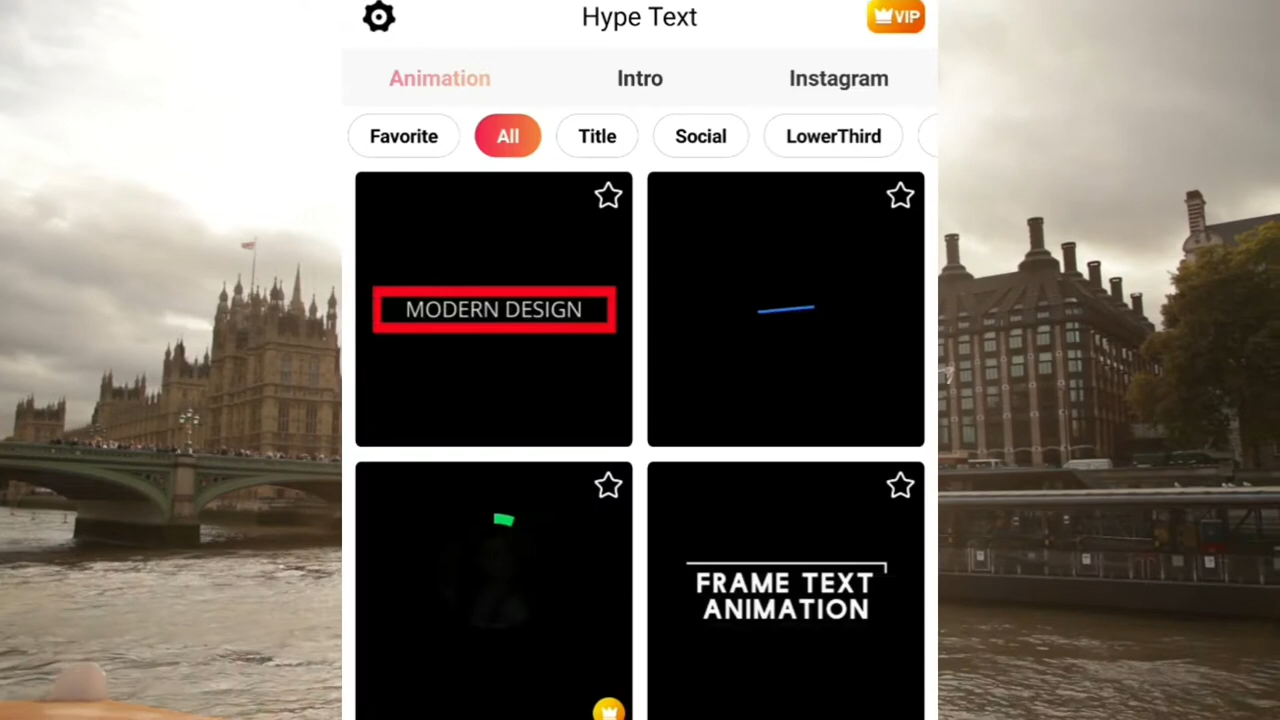 Hype Text
VIP
Animation Intro Instagram
Favorite All Title Social LowerThird
MODERN DESIGN
FRAME TEXT
ANIMATION